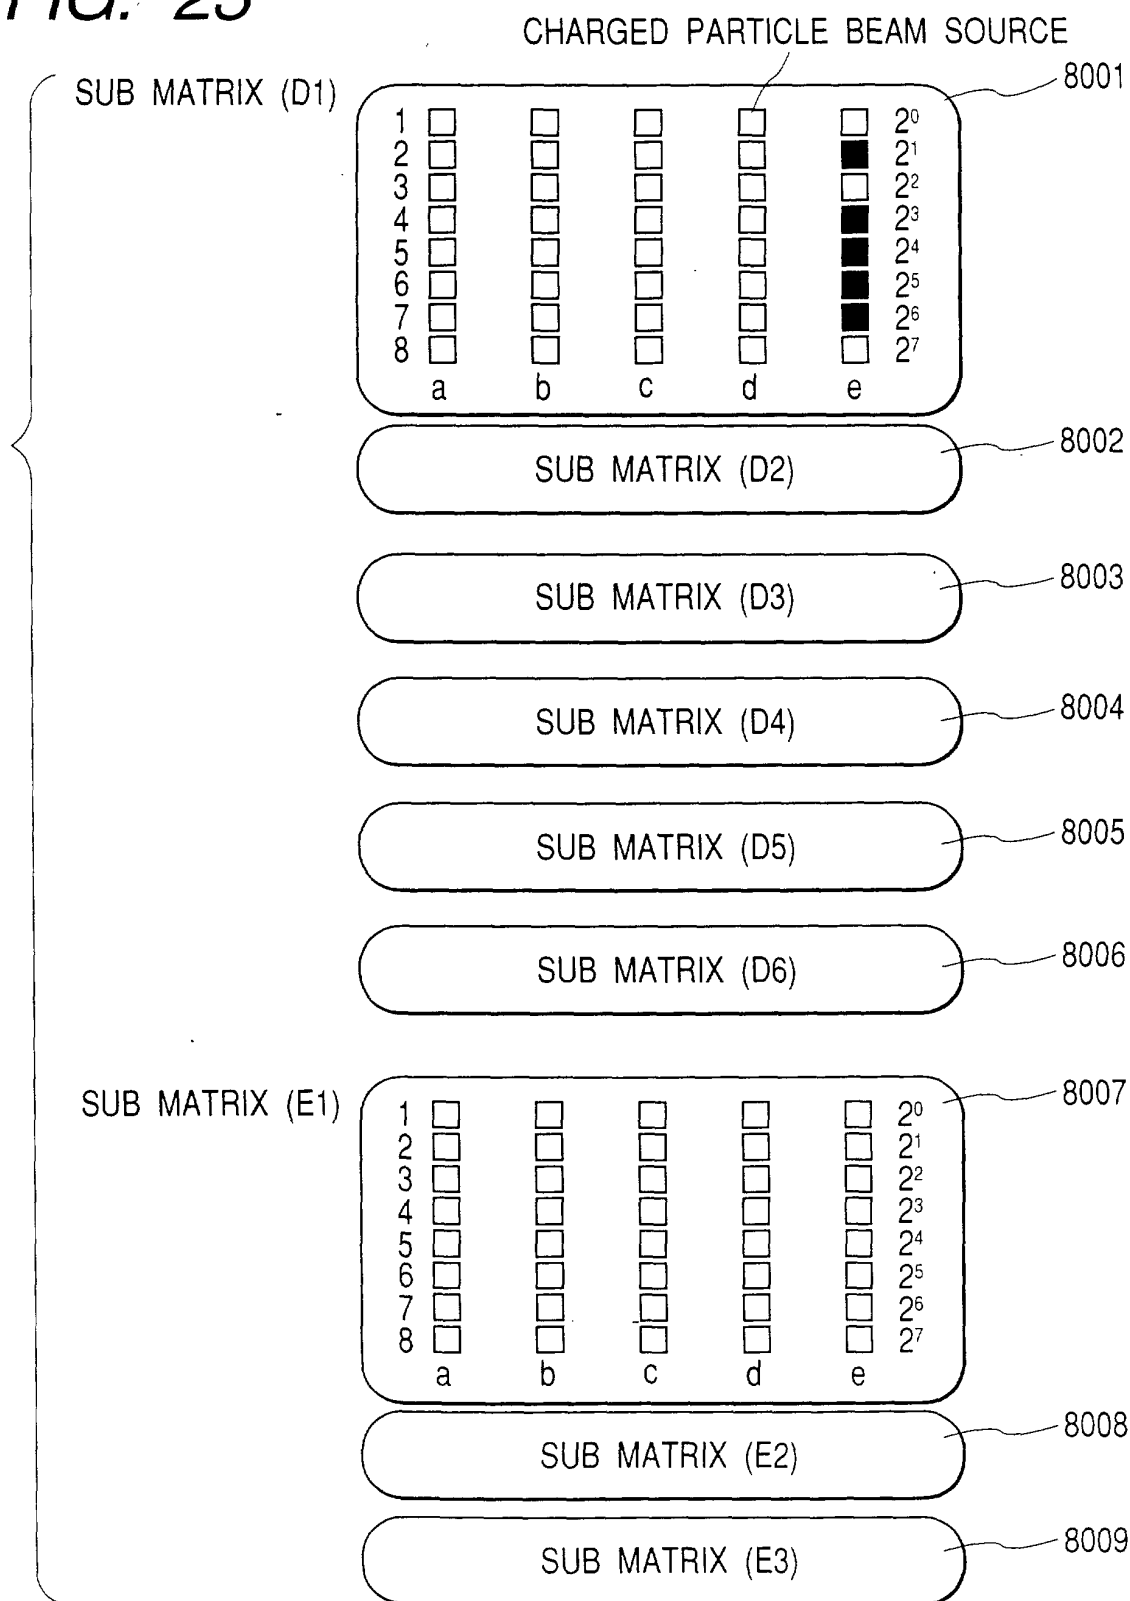 FIG. 23
CHARGED PARTICLE BEAM SOURCE
SUB MATRIX (D1)
8001
1 2⁰
2 2¹
3 2²
4 2³
5 2⁴
6 2⁵
7 2⁶
8 2⁷
a b c d e
SUB MATRIX (D2)
8002
SUB MATRIX (D3)
8003
SUB MATRIX (D4)
8004
SUB MATRIX (D5)
8005
SUB MATRIX (D6)
8006
SUB MATRIX (E1)
8007
1 2⁰
2 2¹
3 2²
4 2³
5 2⁴
6 2⁵
7 2⁶
8 2⁷
a b c d e
SUB MATRIX (E2)
8008
SUB MATRIX (E3)
8009